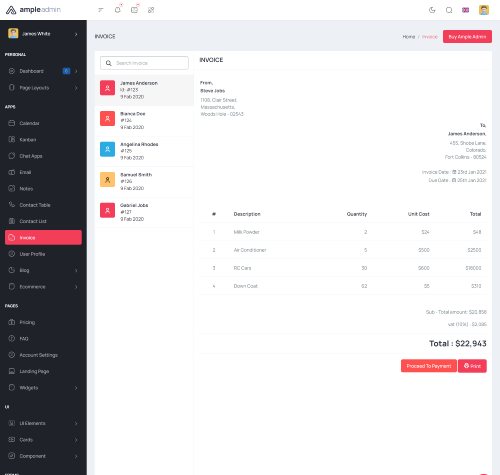 ampleadmin
James White
PERSONAL
Dashboard
Page Layouts
APPS
Calendar
Kanban
Chat Apps
Email
Notes
Contact Table
Contact List
Invoice
User Profile
Blog
Ecommerce
PAGES
Pricing
FAQ
Account Settings
Landing Page
Widgets
UI
UI Elements
Cards
Component
INVOICE
Home / Invoice
Buy Ample Admin
Search Invoice
James Anderson
Id: #123
9 Feb 2020
Bianca Doe
#124
9 Feb 2020
Angelina Rhodes
#125
9 Feb 2020
Samuel Smith
#126
9 Feb 2020
Gabriel Jobs
#127
9 Feb 2020
INVOICE
From,
Steve Jobs
1108, Clair Street,
Massachusetts,
Woods Hole - 02543
To,
James Anderson,
455, Shobe Lane,
Colorado,
Fort Collins - 80524
Invoice Date : 23rd Jan 2021
Due Date : 25th Jan 2021
# Description Quantity Unit Cost Total
1 Milk Powder 2 $24 $48
2 Air Conditioner 5 $500 $2500
3 RC Cars 30 $600 $18000
4 Down Coat 62 $5 $310
Sub - Total amount: $20,858
vat (10%) : $2,085
Total : $22,943
Proceed To Payment
Print